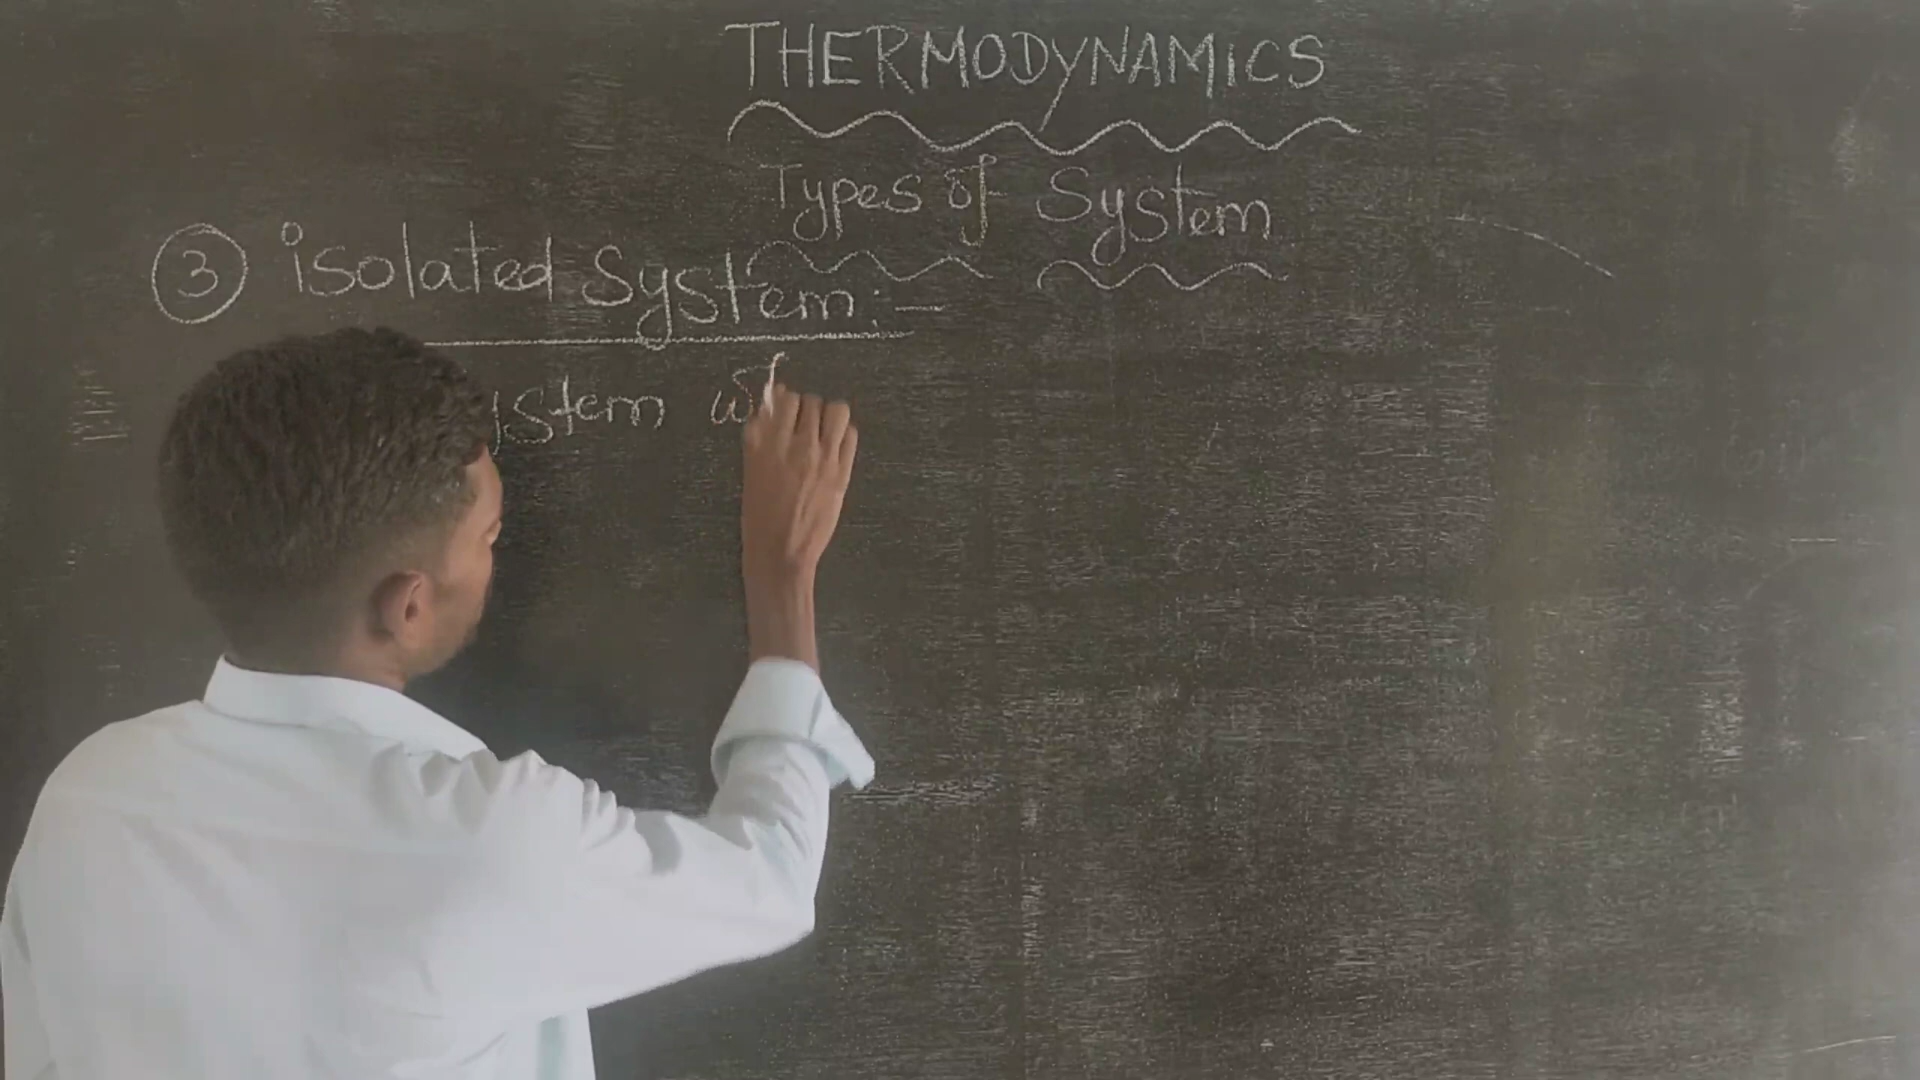 THERMODYNAMICS
Types of System
③ isolated System:-
ystem